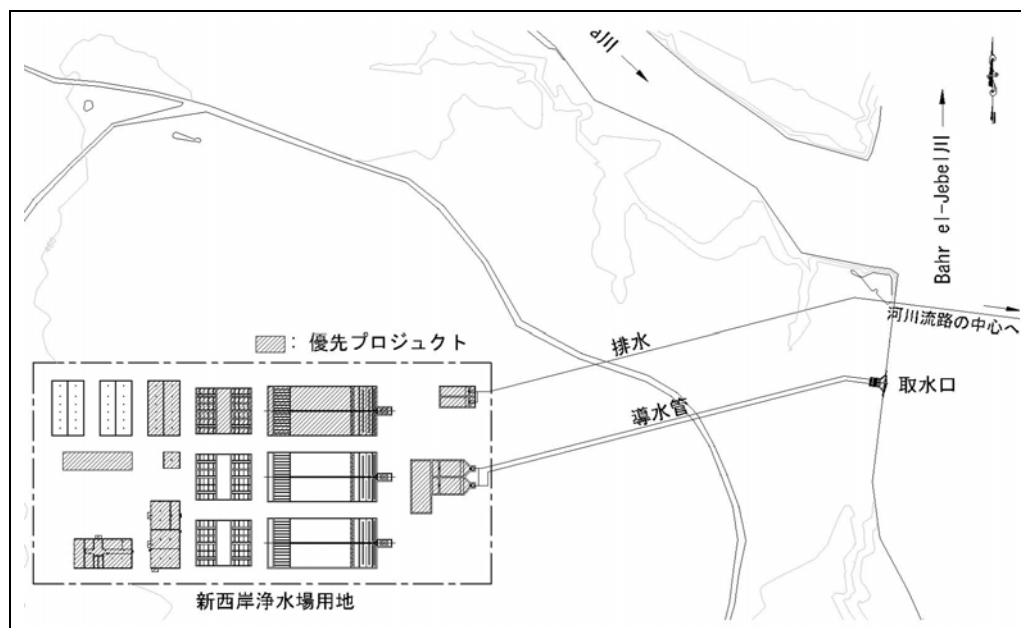 a川
Bahr el-Jebel川
河川流路の中心へ
排水
: 優先プロジェクト
取水口
導水管
新西岸浄水場用地